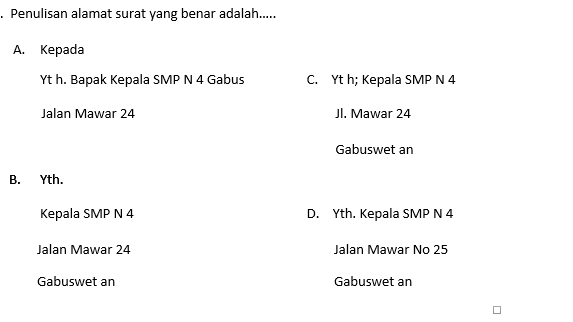 . Penulisan alamat surat yang benar adalah.....
A. Kepada
Yt h. Bapak Kepala SMP N 4 Gabus
Jalan Mawar 24
B. Yth.
Kepala SMP N 4
Jalan Mawar 24
Gabuswet an
C. Yt h; Kepala SMP N 4
Jl. Mawar 24
Gabuswet an
D. Yth. Kepala SMP N 4
Jalan Mawar No 25
Gabuswet an